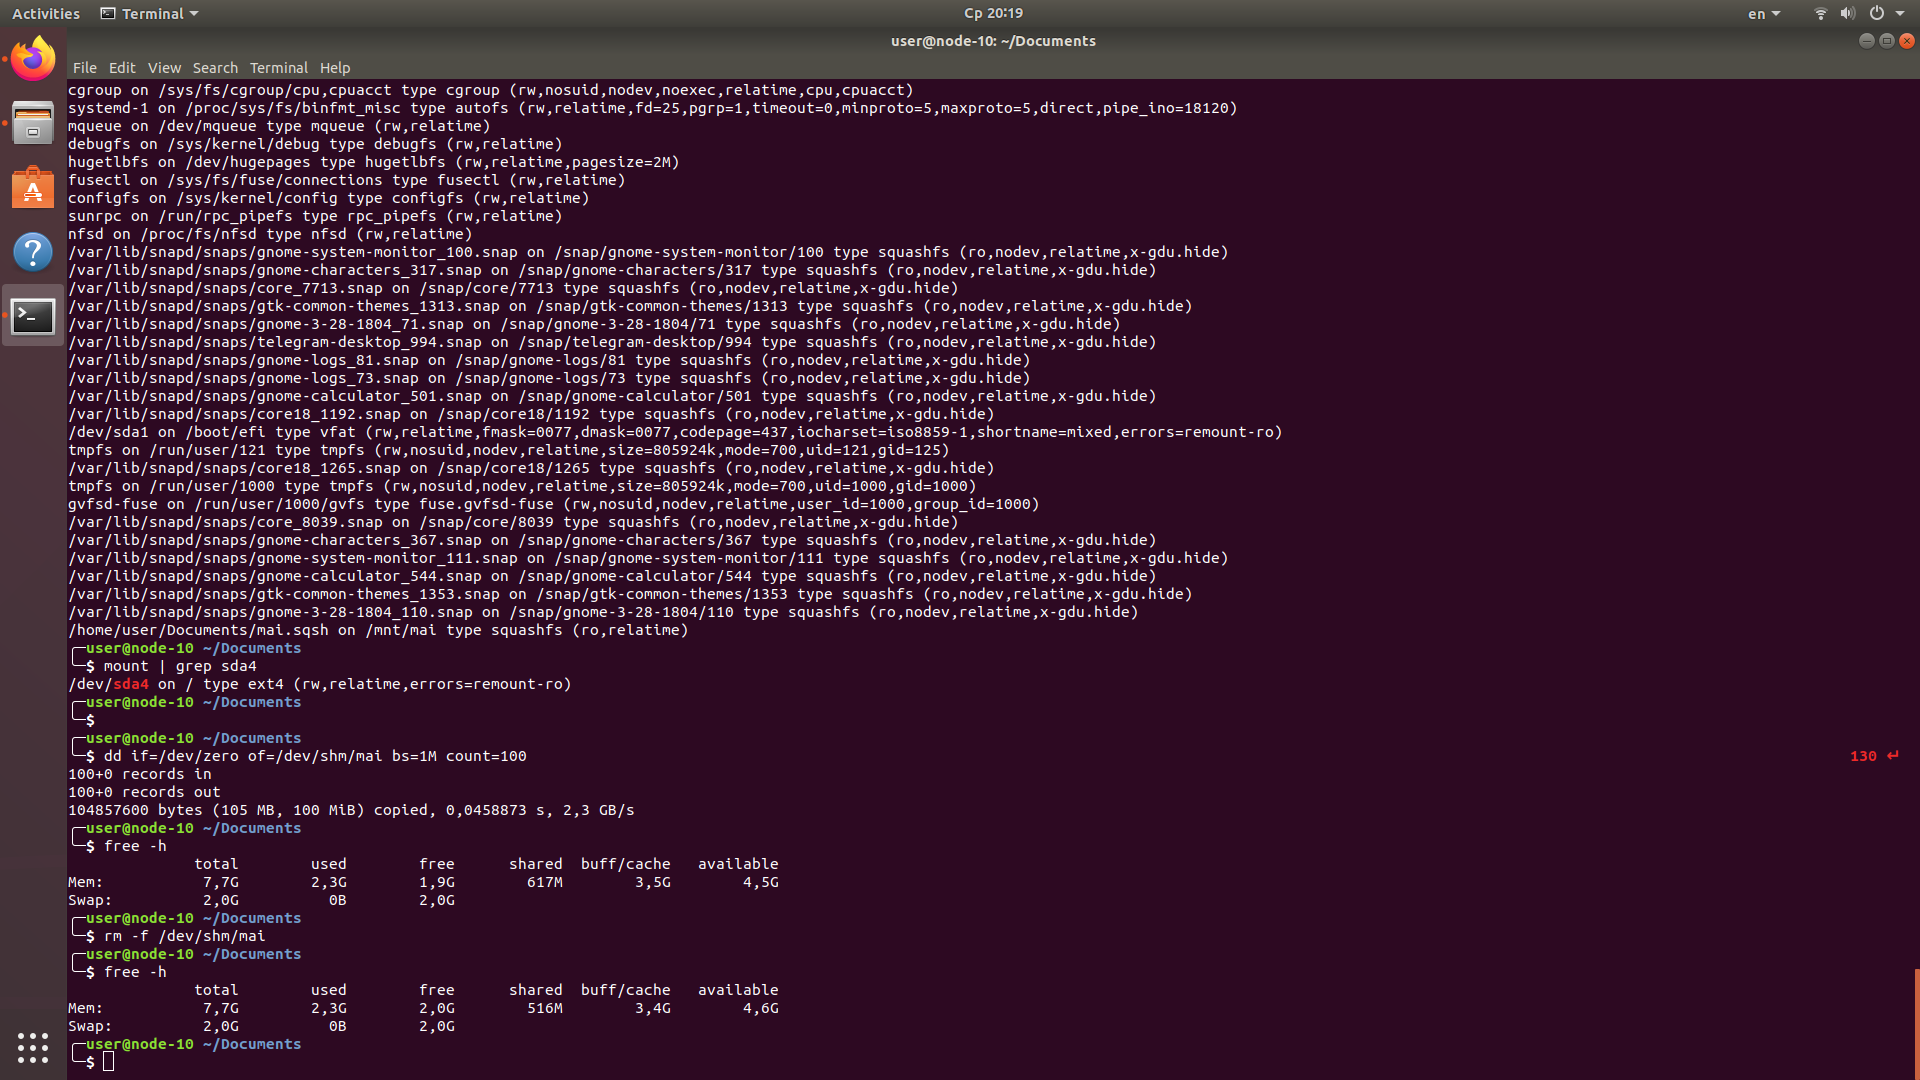 Activities
Terminal
Ср 20:19
en
user@node-10: ~/Documents
File Edit View Search Terminal Help
cgroup on /sys/fs/cgroup/cpu,cpuacct type cgroup (rw,nosuid,nodev,noexec,relatime,cpu,cpuacct)
systemd-1 on /proc/sys/fs/binfmt_misc type autofs (rw,relatime,fd=25,pgrp=1,timeout=0,minproto=5,maxproto=5,direct,pipe_ino=18120)
mqueue on /dev/mqueue type mqueue (rw,relatime)
debugfs on /sys/kernel/debug type debugfs (rw,relatime)
hugetlbfs on /dev/hugepages type hugetlbfs (rw,relatime,pagesize=2M)
fusectl on /sys/fs/fuse/connections type fusectl (rw,relatime)
configfs on /sys/kernel/config type configfs (rw,relatime)
sunrpc on /run/rpc_pipefs type rpc_pipefs (rw,relatime)
nfsd on /proc/fs/nfsd type nfsd (rw,relatime)
/var/lib/snapd/snaps/gnome-system-monitor_100.snap on /snap/gnome-system-monitor/100 type squashfs (ro,nodev,relatime,x-gdu.hide)
/var/lib/snapd/snaps/gnome-characters_317.snap on /snap/gnome-characters/317 type squashfs (ro,nodev,relatime,x-gdu.hide)
/var/lib/snapd/snaps/core_7713.snap on /snap/core/7713 type squashfs (ro,nodev,relatime,x-gdu.hide)
/var/lib/snapd/snaps/gtk-common-themes_1313.snap on /snap/gtk-common-themes/1313 type squashfs (ro,nodev,relatime,x-gdu.hide)
/var/lib/snapd/snaps/gnome-3-28-1804_71.snap on /snap/gnome-3-28-1804/71 type squashfs (ro,nodev,relatime,x-gdu.hide)
/var/lib/snapd/snaps/telegram-desktop_994.snap on /snap/telegram-desktop/994 type squashfs (ro,nodev,relatime,x-gdu.hide)
/var/lib/snapd/snaps/gnome-logs_81.snap on /snap/gnome-logs/81 type squashfs (ro,nodev,relatime,x-gdu.hide)
/var/lib/snapd/snaps/gnome-logs_73.snap on /snap/gnome-logs/73 type squashfs (ro,nodev,relatime,x-gdu.hide)
/var/lib/snapd/snaps/gnome-calculator_501.snap on /snap/gnome-calculator/501 type squashfs (ro,nodev,relatime,x-gdu.hide)
/var/lib/snapd/snaps/core18_1192.snap on /snap/core18/1192 type squashfs (ro,nodev,relatime,x-gdu.hide)
/dev/sda1 on /boot/efi type vfat (rw,relatime,fmask=0077,dmask=0077,codepage=437,iocharset=iso8859-1,shortname=mixed,errors=remount-ro)
tmpfs on /run/user/121 type tmpfs (rw,nosuid,nodev,relatime,size=805924k,mode=700,uid=121,gid=125)
/var/lib/snapd/snaps/core18_1265.snap on /snap/core18/1265 type squashfs (ro,nodev,relatime,x-gdu.hide)
tmpfs on /run/user/1000 type tmpfs (rw,nosuid,nodev,relatime,size=805924k,mode=700,uid=1000,gid=1000)
gvfsd-fuse on /run/user/1000/gvfs type fuse.gvfsd-fuse (rw,nosuid,nodev,relatime,user_id=1000,group_id=1000)
/var/lib/snapd/snaps/core_8039.snap on /snap/core/8039 type squashfs (ro,nodev,relatime,x-gdu.hide)
/var/lib/snapd/snaps/gnome-characters_367.snap on /snap/gnome-characters/367 type squashfs (ro,nodev,relatime,x-gdu.hide)
/var/lib/snapd/snaps/gnome-system-monitor_111.snap on /snap/gnome-system-monitor/111 type squashfs (ro,nodev,relatime,x-gdu.hide)
/var/lib/snapd/snaps/gnome-calculator_544.snap on /snap/gnome-calculator/544 type squashfs (ro,nodev,relatime,x-gdu.hide)
/var/lib/snapd/snaps/gtk-common-themes_1353.snap on /snap/gtk-common-themes/1353 type squashfs (ro,nodev,relatime,x-gdu.hide)
/var/lib/snapd/snaps/gnome-3-28-1804_110.snap on /snap/gnome-3-28-1804/110 type squashfs (ro,nodev,relatime,x-gdu.hide)
/home/user/Documents/mai.sqsh on /mnt/mai type squashfs (ro,relatime)
╭─user@node-10 ~/Documents
╰─$ mount | grep sda4
/dev/sda4 on / type ext4 (rw,relatime,errors=remount-ro)
╭─user@node-10 ~/Documents
╰─$
╭─user@node-10 ~/Documents
╰─$ dd if=/dev/zero of=/dev/shm/mai bs=1M count=100 130 ↵
100+0 records in
100+0 records out
104857600 bytes (105 MB, 100 MiB) copied, 0,0458873 s, 2,3 GB/s
╭─user@node-10 ~/Documents
╰─$ free -h
total used free shared buff/cache available
Mem: 7,7G 2,3G 1,9G 617M 3,5G 4,5G
Swap: 2,0G 0B 2,0G
╭─user@node-10 ~/Documents
╰─$ rm -f /dev/shm/mai
╭─user@node-10 ~/Documents
╰─$ free -h
total used free shared buff/cache available
Mem: 7,7G 2,3G 2,0G 516M 3,4G 4,6G
Swap: 2,0G 0B 2,0G
╭─user@node-10 ~/Documents
╰─$